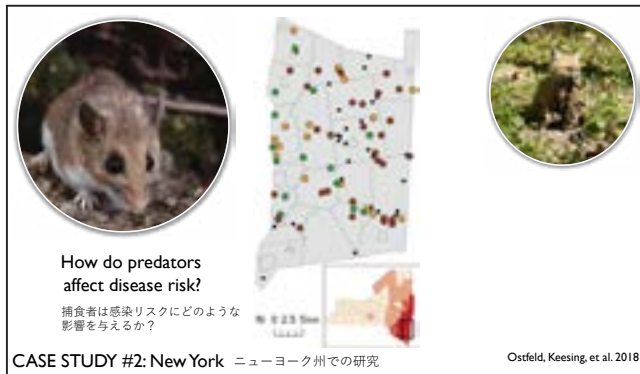 How do predators
affect disease risk?
捕食者は感染リスクにどのような
影響を与えるか？
CASE STUDY #2: New York ニューヨーク州での研究
Ostfeld, Keesing, et al. 2018